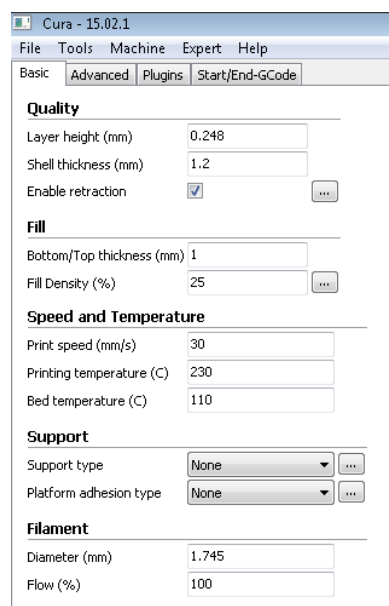 Cura - 15.02.1
File Tools Machine Expert Help
Basic Advanced Plugins Start/End-GCode
Quality
Layer height (mm) 0.248
Shell thickness (mm) 1.2
Enable retraction ...
Fill
Bottom/Top thickness (mm) 1
Fill Density (%) 25 ...
Speed and Temperature
Print speed (mm/s) 30
Printing temperature (C) 230
Bed temperature (C) 110
Support
Support type None ...
Platform adhesion type None ...
Filament
Diameter (mm) 1.745
Flow (%) 100